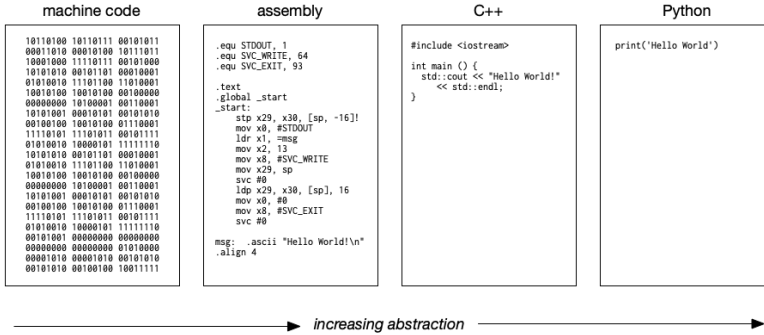 machine code
10110100 10110111 00101011
00011010 00010100 10111011
10001000 11110111 00101000
10101010 00101101 00010001
01010010 11101100 11010001
10010100 10010100 00100000
00000000 10100001 00110001
10101001 00010101 00101010
00100100 10010100 01110001
11110101 11101011 00101111
01010010 10000101 11111110
10101010 00101101 00010001
01010010 11101100 11010001
10010100 10010100 00100000
00000000 10100001 00110001
10101001 00010101 00101010
00100100 10010100 01110001
11110101 11101011 00101111
01010010 10000101 11111110
00101001 00000000 00000000
00000000 00000000 01010000
00001010 00001010 00101010
00101010 00100100 10011111
assembly
.equ STDOUT, 1
.equ SVC_WRITE, 64
.equ SVC_EXIT, 93
.text
.global _start
_start:
stp x29, x30, [sp, -16]!
mov x0, #STDOUT
ldr x1, =msg
mov x2, 13
mov x8, #SVC_WRITE
mov x29, sp
svc #0
ldp x29, x30, [sp], 16
mov x0, #0
mov x8, #SVC_EXIT
svc #0
msg: .ascii "Hello World!\n"
.align 4
C++
#include <iostream>
int main () {
std::cout << "Hello World!"
<< std::endl;
}
Python
print('Hello World')
increasing abstraction